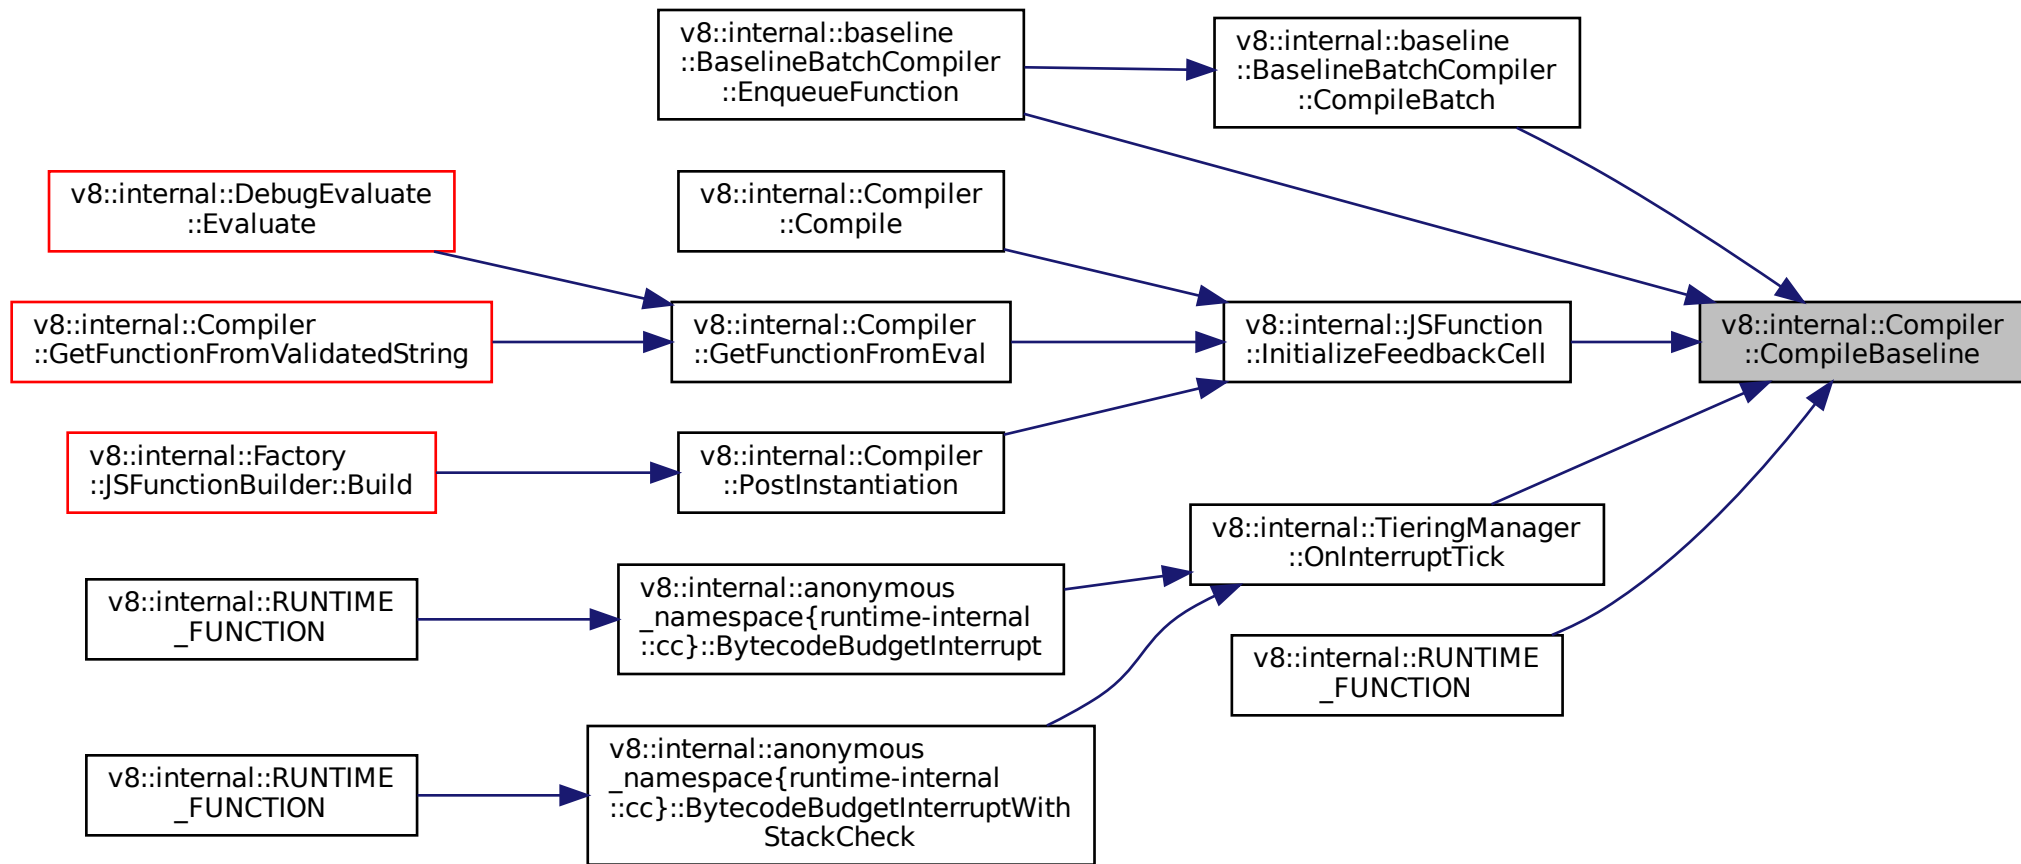 v8::internal::baseline
::BaselineBatchCompiler
::EnqueueFunction
v8::internal::baseline
::BaselineBatchCompiler
::CompileBatch
v8::internal::DebugEvaluate
::Evaluate
v8::internal::Compiler
::Compile
v8::internal::Compiler
::GetFunctionFromValidatedString
v8::internal::Compiler
::GetFunctionFromEval
v8::internal::JSFunction
::InitializeFeedbackCell
v8::internal::Compiler
::CompileBaseline
v8::internal::Factory
::JSFunctionBuilder::Build
v8::internal::Compiler
::PostInstantiation
v8::internal::TieringManager
::OnInterruptTick
v8::internal::RUNTIME
_FUNCTION
v8::internal::anonymous
_namespace{runtime-internal
::cc}::BytecodeBudgetInterrupt
v8::internal::RUNTIME
_FUNCTION
v8::internal::RUNTIME
_FUNCTION
v8::internal::anonymous
_namespace{runtime-internal
::cc}::BytecodeBudgetInterruptWith
StackCheck